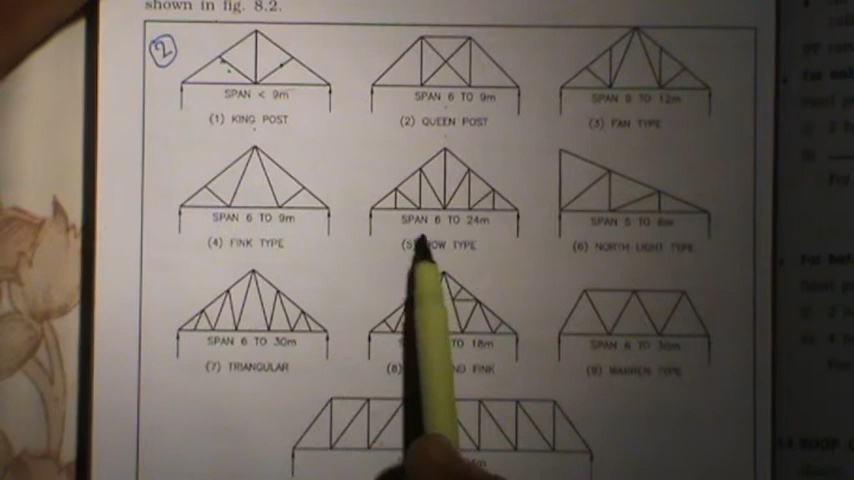 shown in fig. 8.2.
2
SPAN < 9m
(1) KING POST
SPAN 6 TO 9m
(2) QUEEN POST
SPAN TO 12m
(3) FAN TYPE
SPAN 6 TO 9m
(4) FINK TYPE
SPAN 6 TO 24m
(5) OW TYPE
SPAN 5 TO 8m
(6) NORTH LIGHT TYPE
SPAN 6 TO 30m
(7) TRIANGULAR
TO 18m
(8) ND FINK
SPAN 6 TO 30m
(9) WARREN TYPE